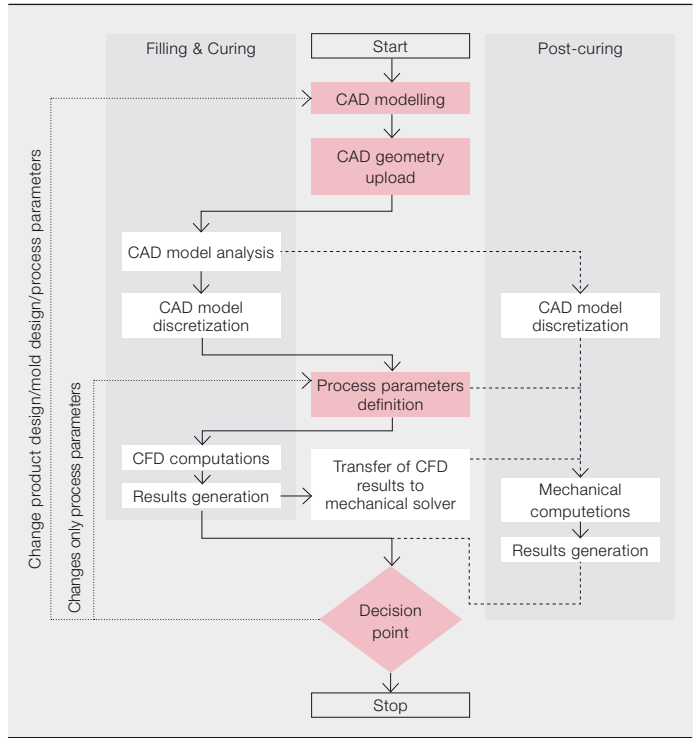 Filling & Curing
Start
Post-curing
CAD modelling
CAD geometry
upload
CAD model analysis
CAD model
discretization
CAD model
discretization
Process parameters
definition
CFD computations
Results generation
Transfer of CFD
results to
mechanical solver
Mechanical
computetions
Results generation
Decision
point
Stop
Change product design/mold design/process parameters
Changes only process parameters